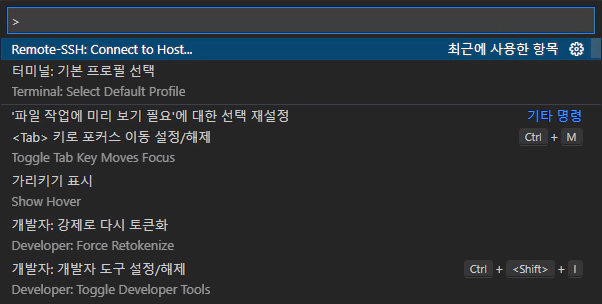 >
Remote-SSH: Connect to Host... 최근에 사용한 항목
터미널: 기본 프로필 선택
Terminal: Select Default Profile
'파일 작업에 미리 보기 필요'에 대한 선택 재설정 기타 명령
<Tab> 키로 포커스 이동 설정/해제 Ctrl + M
Toggle Tab Key Moves Focus
가리키기 표시
Show Hover
개발자: 강제로 다시 토큰화
Developer: Force Retokenize
개발자: 개발자 도구 설정/해제 Ctrl + <Shift> + I
Developer: Toggle Developer Tools